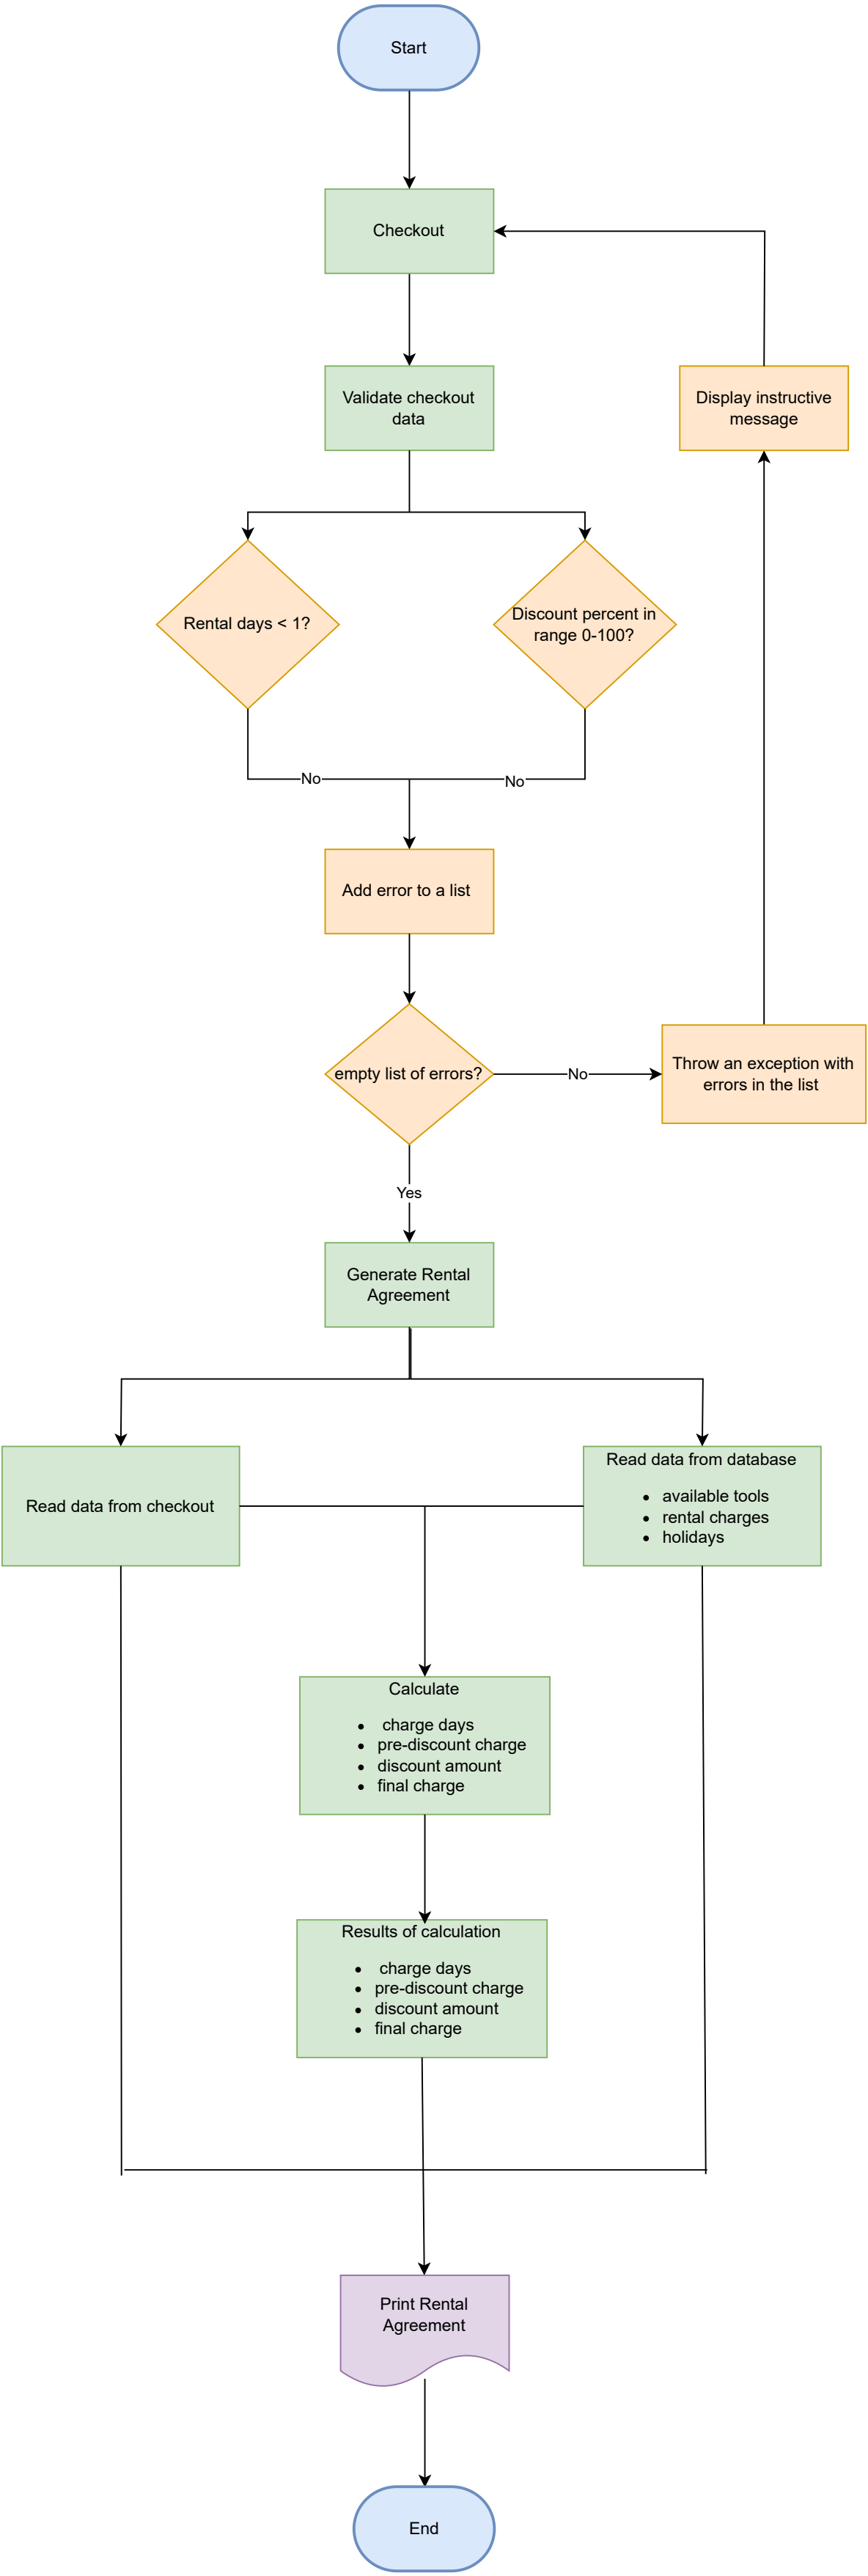 Start
Checkout
Validate checkout
data
Display instructive
message
Rental days < 1?
Discount percent in
range 0-100?
No
No
Add error to a list
empty list of errors?
No
Throw an exception with
errors in the list
Yes
Generate Rental
Agreement
Read data from checkout
Read data from database
• available tools
• rental charges
• holidays
Calculate
• charge days
• pre-discount charge
• discount amount
• final charge
Results of calculation
• charge days
• pre-discount charge
• discount amount
• final charge
Print Rental
Agreement
End